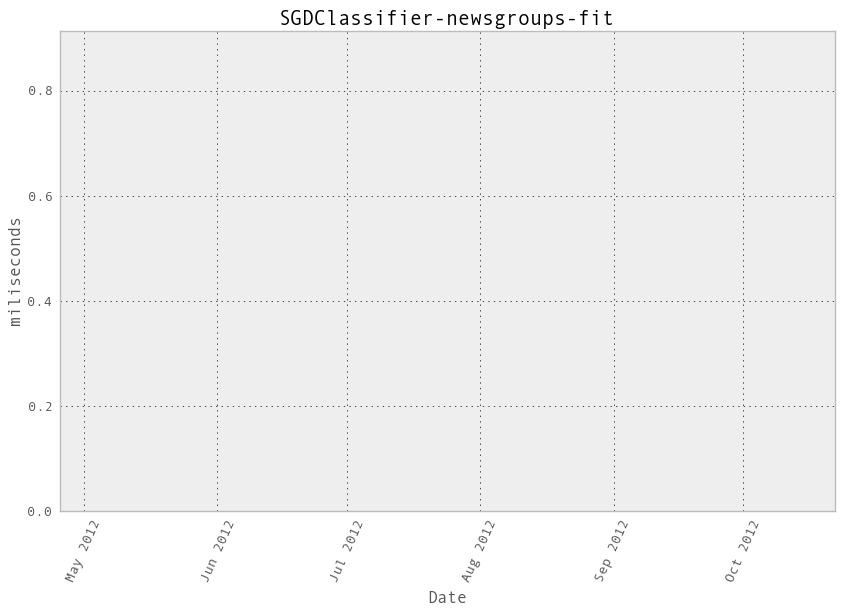 SGDClassifier-newsgroups-fit
0.8
0.6
0.4
0.2
0.0
miliseconds
May 2012
Jun 2012
Jul 2012
Aug 2012
Sep 2012
Oct 2012
Date